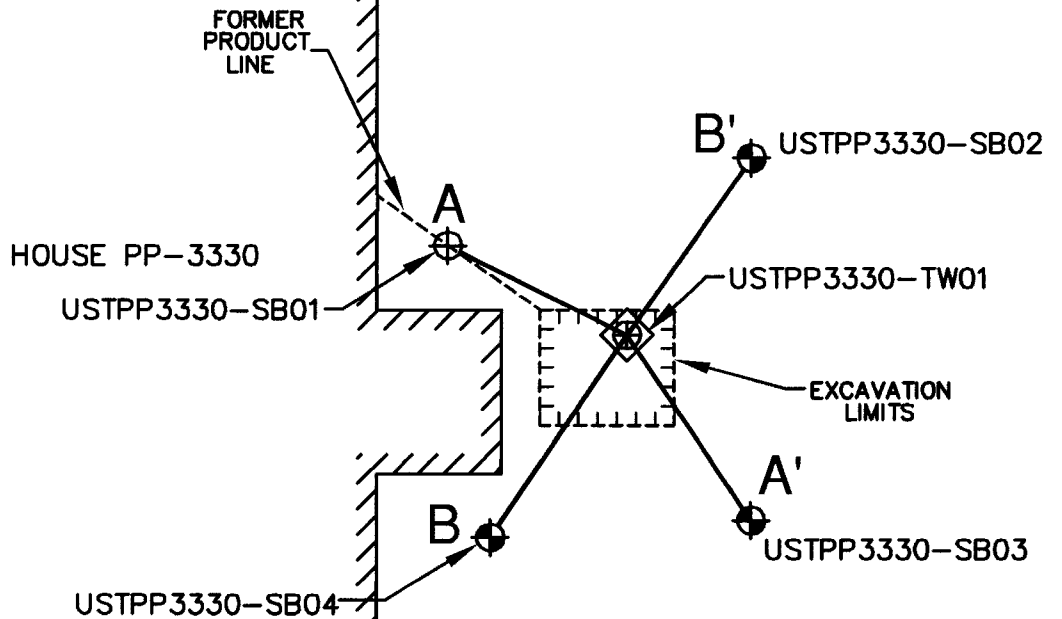 FORMER
PRODUCT
LINE
B'
USTPP3330-SB02
A
HOUSE PP-3330
USTPP3330-SB01
USTPP3330-TW01
EXCAVATION
LIMITS
A'
B
USTPP3330-SB03
USTPP3330-SB04